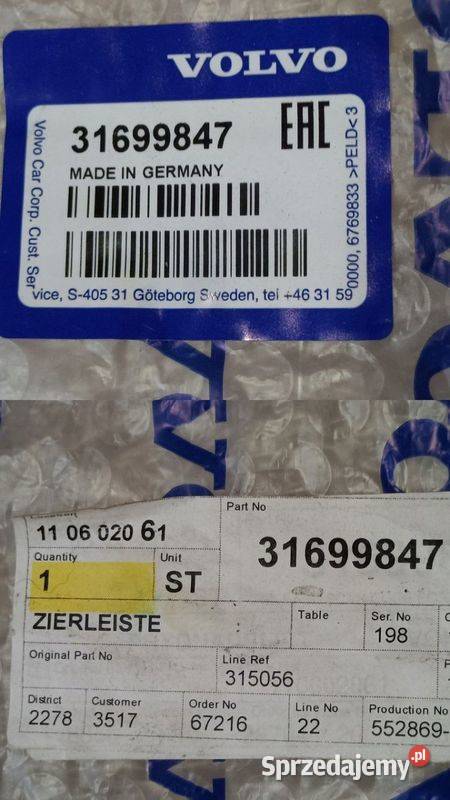 VOLVO
31699847
EAC
MADE IN GERMANY
Volvo Car Corp. Cust. Ser
vice, S-405 31 Göteborg Sweden, tel +46 31 59
0000, 6769833 >PELD< 3
Part No
11 06 020 61
31699847
Quantity
Unit
1
ST
ZIERLEISTE
Table
Ser. No
198
Original Part No
Line Ref
315056
District
Customer
Order No
Line No
Production No
2278
3517
67216
22
552869-
Sprzedajemy.pl